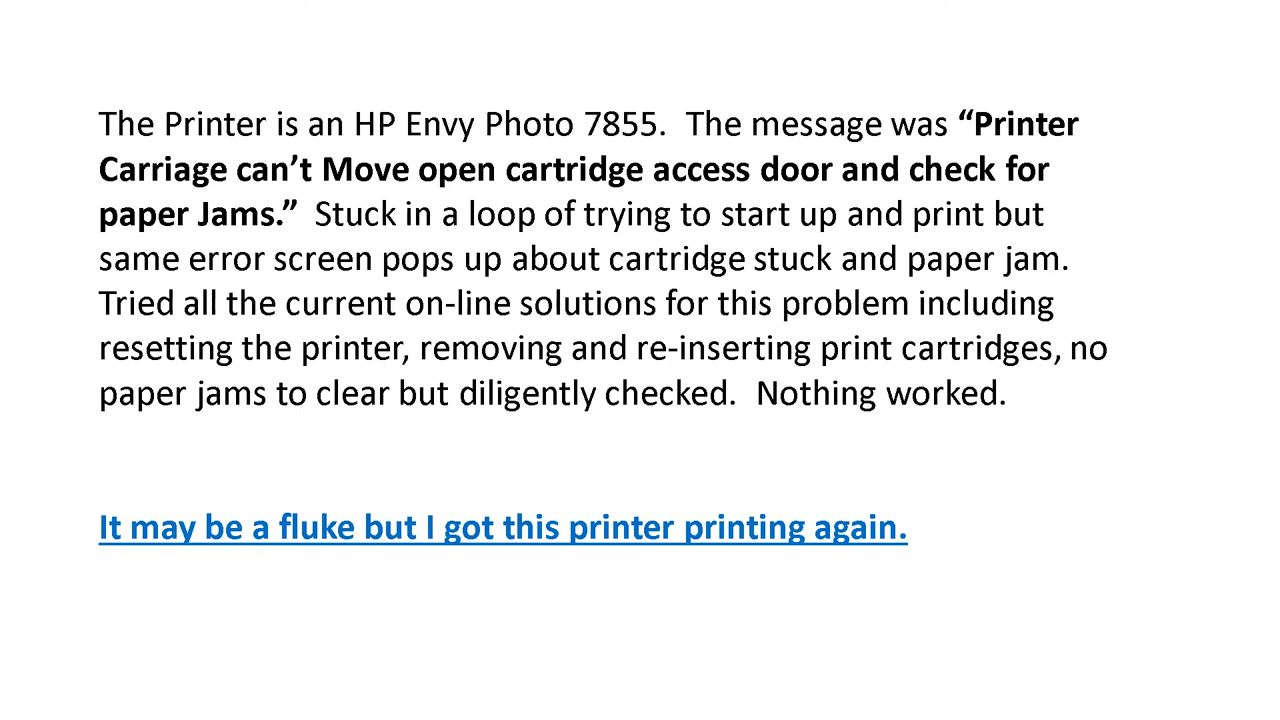 The Printer is an HP Envy Photo 7855.  The message was “Printer
Carriage can’t Move open cartridge access door and check for
paper Jams.”  Stuck in a loop of trying to start up and print but
same error screen pops up about cartridge stuck and paper jam.
Tried all the current on-line solutions for this problem including
resetting the printer, removing and re-inserting print cartridges, no
paper jams to clear but diligently checked.  Nothing worked.
It may be a fluke but I got this printer printing again.